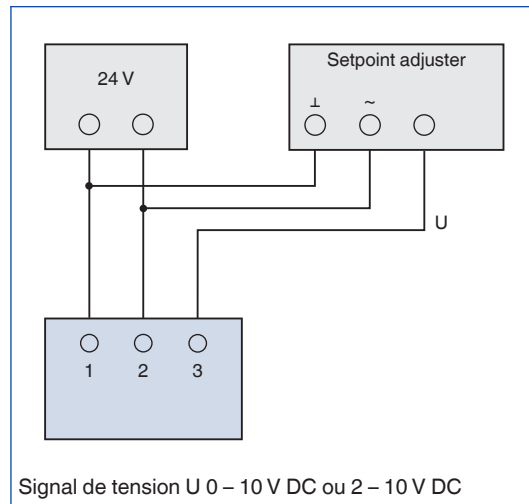 24 V
Setpoint adjuster
⊥ ~
U
1 2 3
Signal de tension U 0 – 10 V DC ou 2 – 10 V DC